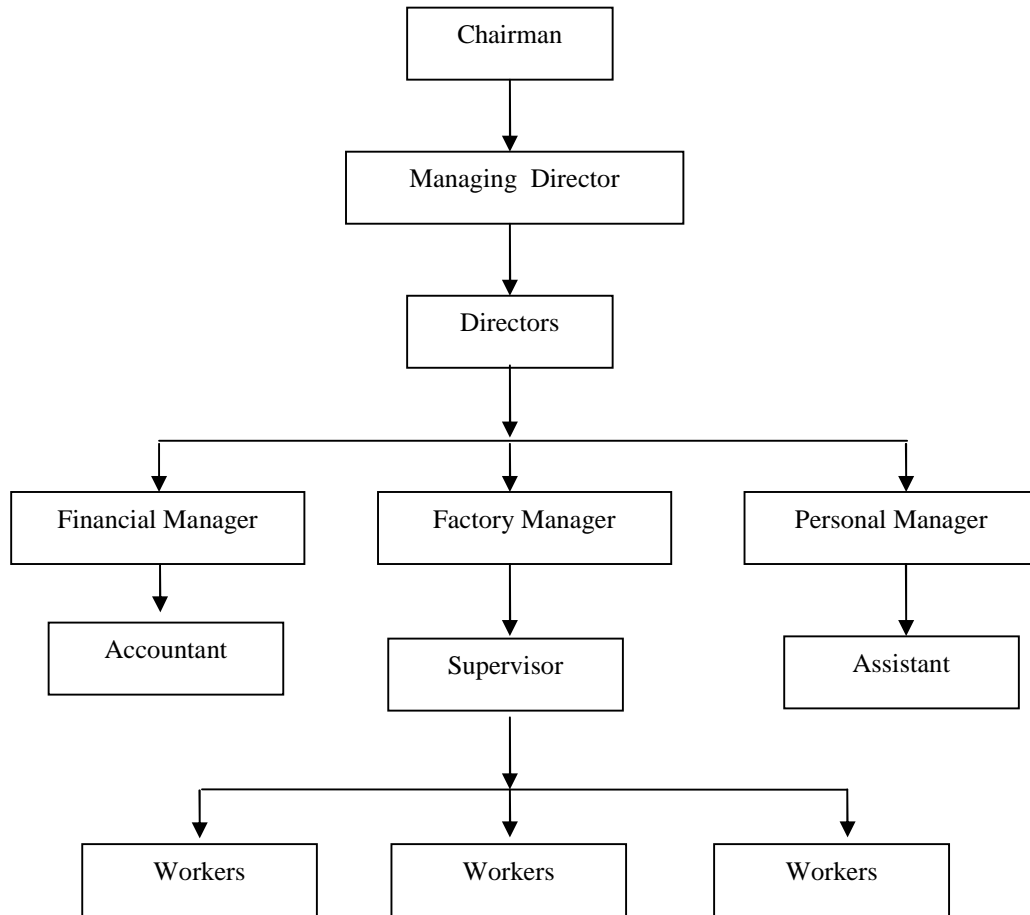 Chairman
Managing Director
Directors
Financial Manager
Factory Manager
Personal Manager
Accountant
Supervisor
Assistant
Workers
Workers
Workers